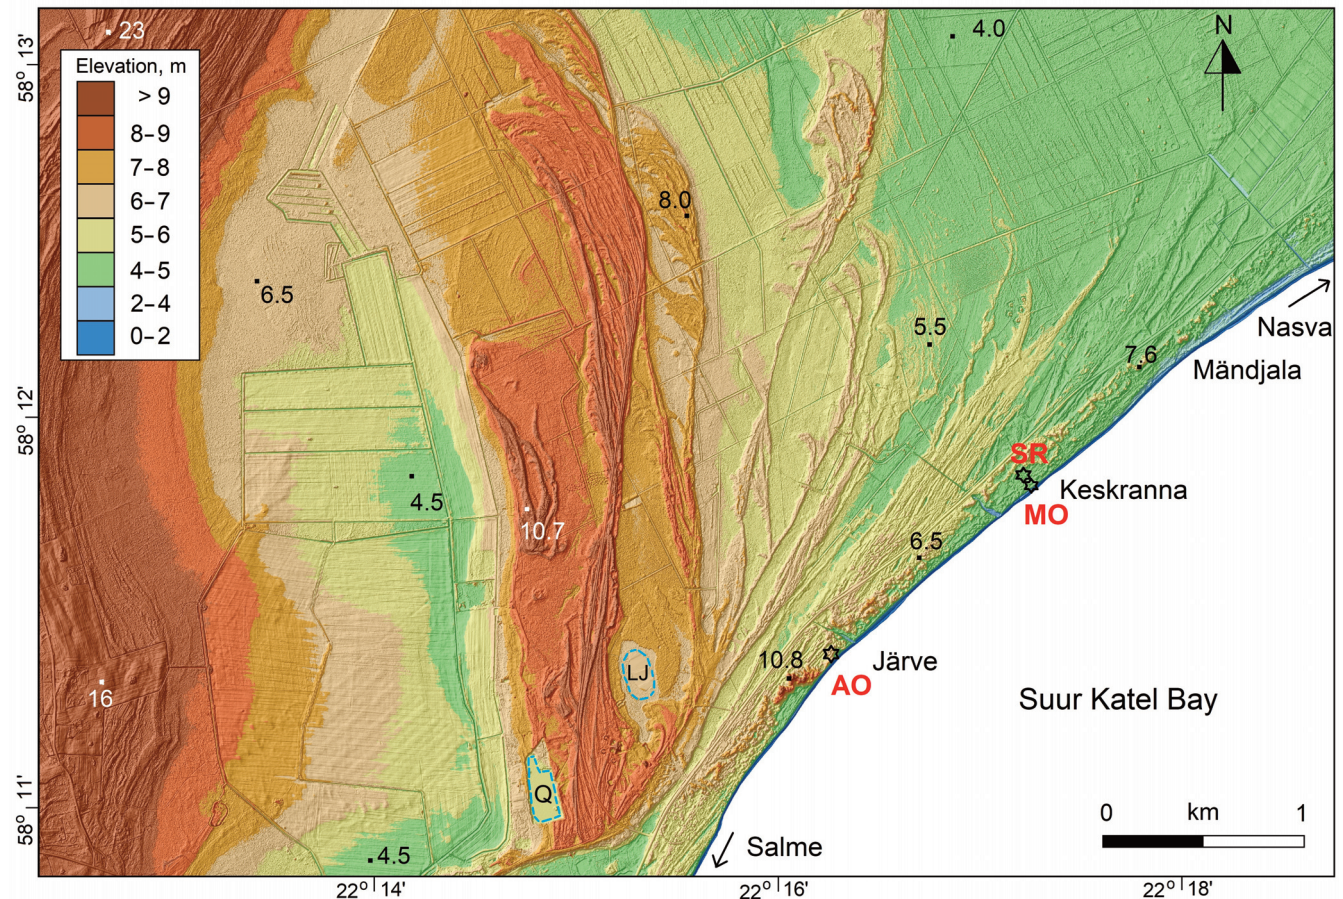 23
4.0
N
58° 13'
Elevation, m
> 9
8–9
7–8
6–7
5–6
4–5
2–4
0–2
8.0
6.5
5.5
Nasva
7.6
Mändjala
58° 12'
SR
4.5
Keskranna
10.7
MO
6.5
10.8
Järve
LJ
AO
16
Suur Katel Bay
Q
58° 11'
0 km 1
Salme
4.5
22° 14'
22° 16'
22° 18'